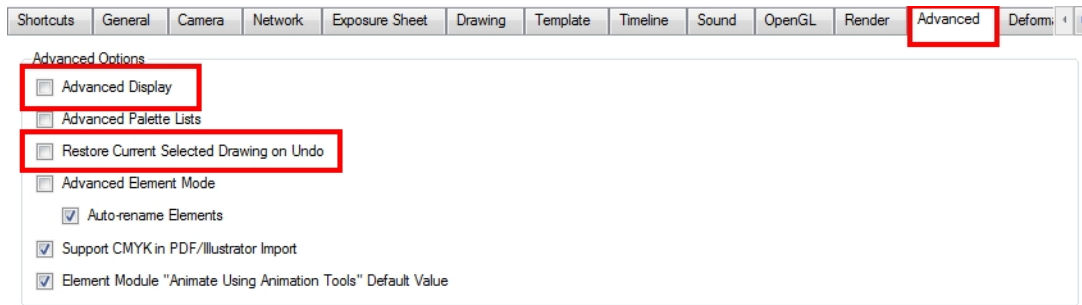 Shortcuts General Camera Network Exposure Sheet Drawing Template Timeline Sound OpenGL Render Advanced Deforma
Advanced Options
Advanced Display
Advanced Palette Lists
Restore Current Selected Drawing on Undo
Advanced Element Mode
Auto-rename Elements
Support CMYK in PDF/Illustrator Import
Element Module "Animate Using Animation Tools" Default Value